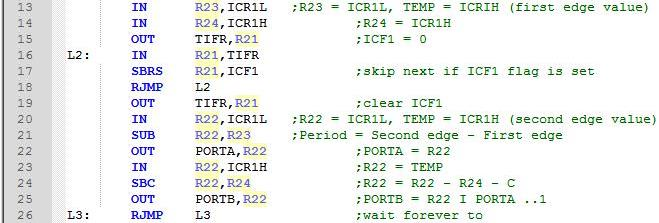 13 IN R23,ICR1L ;R23 = ICR1L, TEMP = ICRIH (first edge value)
14 IN R24,ICR1H ;R24 = ICR1H
15 OUT TIFR,R21 ;ICF1 = 0
16 L2: IN R21,TIFR
17 SBRS R21,ICF1 ;skip next if ICF1 flag is set
18 RJMP L2
19 OUT TIFR,R21 ;clear ICF1
20 IN R22,ICR1L ;R22 = ICR1L, TEMP = ICR1H (second edge value)
21 SUB R22,R23 ;Period = Second edge - First edge
22 OUT PORTA,R22 ;PORTA = R22
23 IN R22,ICR1H ;R22 = TEMP
24 SBC R22,R24 ;R22 = R22 - R24 - C
25 OUT PORTB,R22 ;PORTB = R22 I PORTA ..1
26 L3: RJMP L3 ;wait forever to